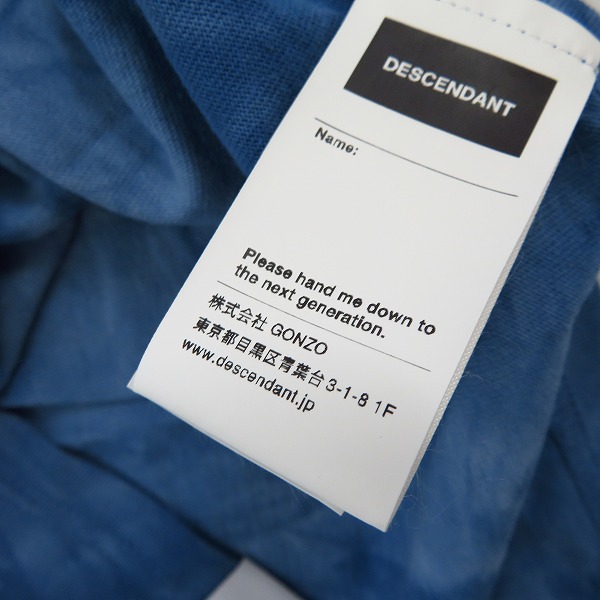 DESCENDANT
Name:
Please hand me down to
the next generation.
株式会社 GONZO
東京都目黒区青葉台 3-1-8 1F
www.descendant.jp